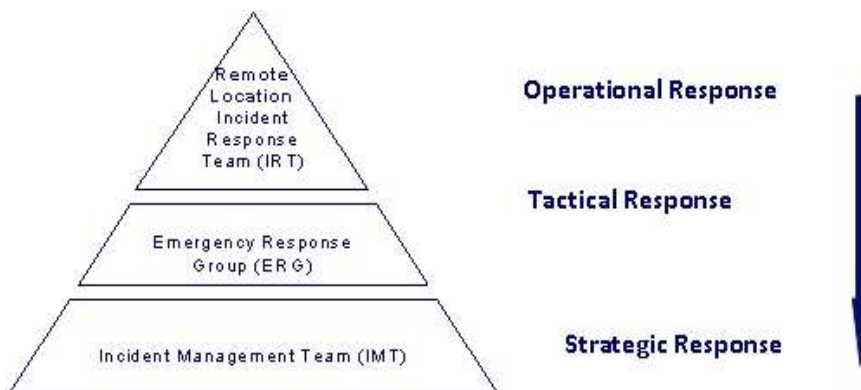 Remote
Location
Incident
Response
Team (IRT)
Operational Response
Tactical Response
Emergency Response
Group (ERG)
Strategic Response
Incident Management Team (IMT)